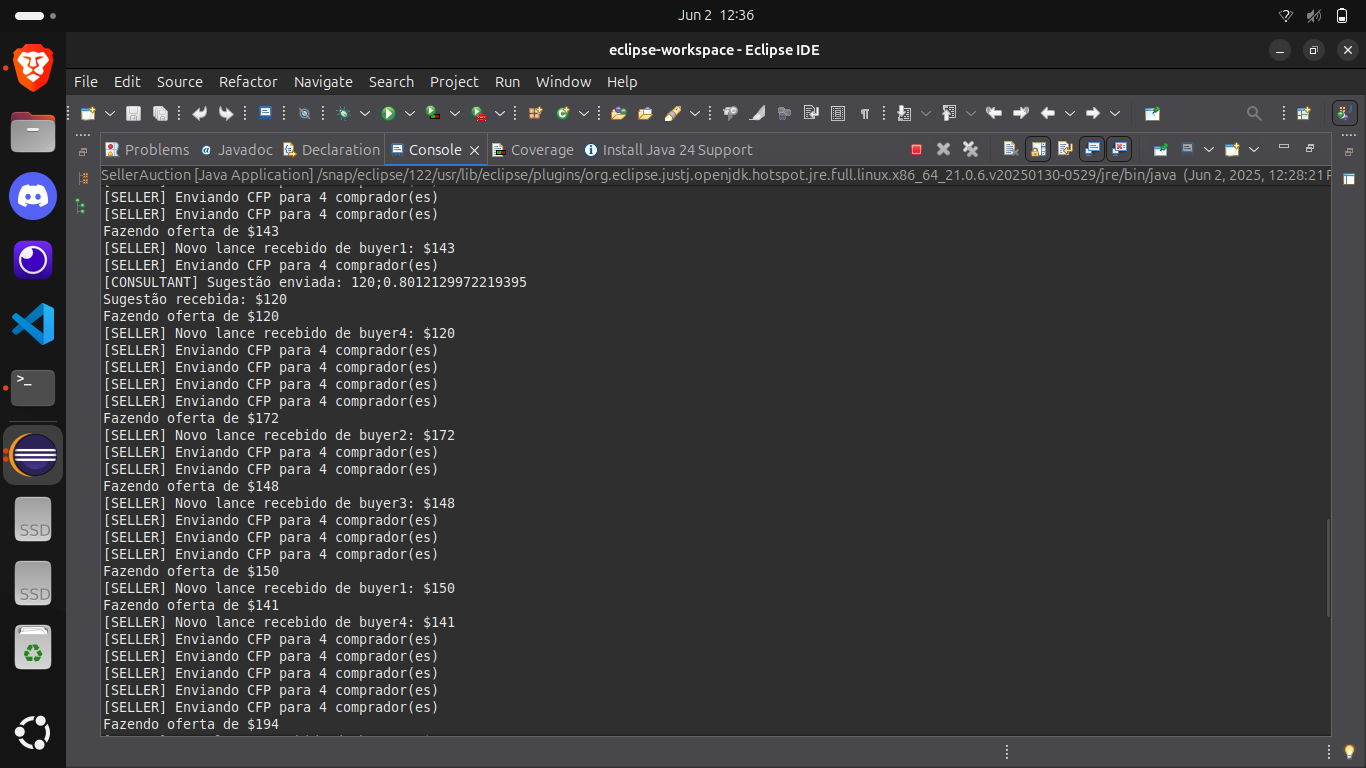 Jun 2 12:36
eclipse-workspace - Eclipse IDE
File Edit Source Refactor Navigate Search Project Run Window Help
Problems Javadoc Declaration Console Coverage Install Java 24 Support
SellerAuction [Java Application] /snap/eclipse/122/usr/lib/eclipse/plugins/org.eclipse.justj.openjdk.hotspot.jre.full.linux.x86_64_21.0.6.v20250130-0529/jre/bin/java (Jun 2, 2025, 12:28:21
[SELLER] Enviando CFP para 4 comprador(es)
[SELLER] Enviando CFP para 4 comprador(es)
Fazendo oferta de $143
[SELLER] Novo lance recebido de buyer1: $143
[SELLER] Enviando CFP para 4 comprador(es)
[CONSULTANT] Sugestão enviada: 120;0.8012129972219395
Sugestão recebida: $120
Fazendo oferta de $120
[SELLER] Novo lance recebido de buyer4: $120
[SELLER] Enviando CFP para 4 comprador(es)
[SELLER] Enviando CFP para 4 comprador(es)
[SELLER] Enviando CFP para 4 comprador(es)
[SELLER] Enviando CFP para 4 comprador(es)
Fazendo oferta de $172
[SELLER] Novo lance recebido de buyer2: $172
[SELLER] Enviando CFP para 4 comprador(es)
[SELLER] Enviando CFP para 4 comprador(es)
Fazendo oferta de $148
[SELLER] Novo lance recebido de buyer3: $148
[SELLER] Enviando CFP para 4 comprador(es)
[SELLER] Enviando CFP para 4 comprador(es)
[SELLER] Enviando CFP para 4 comprador(es)
Fazendo oferta de $150
[SELLER] Novo lance recebido de buyer1: $150
Fazendo oferta de $141
[SELLER] Novo lance recebido de buyer4: $141
[SELLER] Enviando CFP para 4 comprador(es)
[SELLER] Enviando CFP para 4 comprador(es)
[SELLER] Enviando CFP para 4 comprador(es)
[SELLER] Enviando CFP para 4 comprador(es)
[SELLER] Enviando CFP para 4 comprador(es)
Fazendo oferta de $194
SSD
SSD